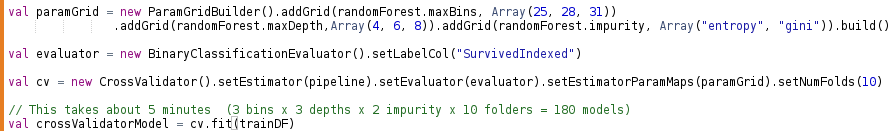 val paramGrid = new ParamGridBuilder().addGrid(randomForest.maxBins, Array(25, 28, 31))
.addGrid(randomForest.maxDepth,Array(4, 6, 8)).addGrid(randomForest.impurity, Array("entropy", "gini")).build()
val evaluator = new BinaryClassificationEvaluator().setLabelCol("SurvivedIndexed")
val cv = new CrossValidator().setEstimator(pipeline).setEvaluator(evaluator).setEstimatorParamMaps(paramGrid).setNumFolds(10)
// This takes about 5 minutes (3 bins x 3 depths x 2 impurity x 10 folders = 180 models)
val crossValidatorModel = cv.fit(trainDF)